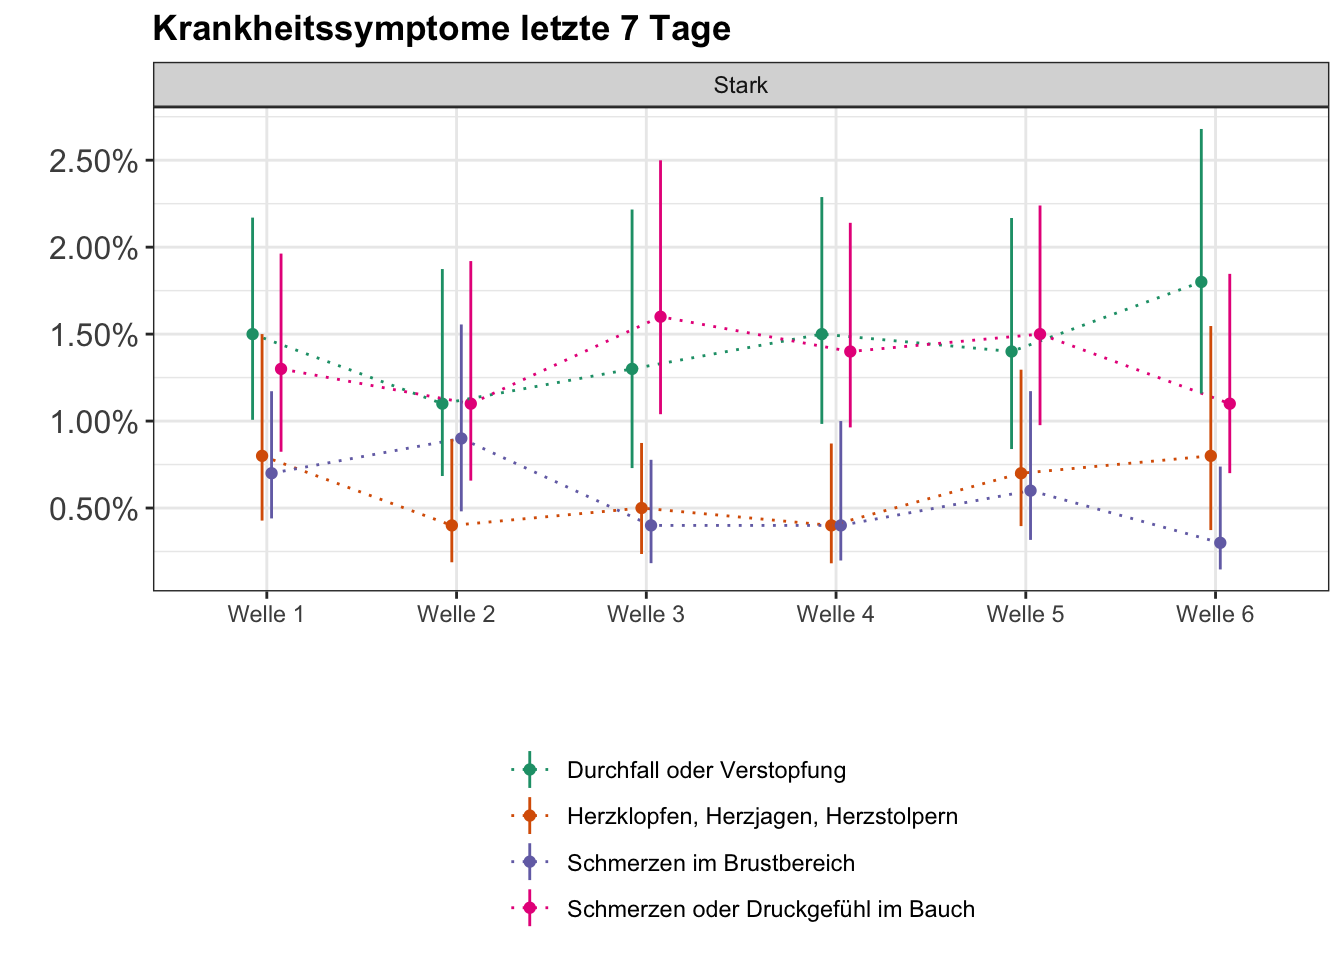 Krankheitssymptome letzte 7 Tage
Stark
2.50%
2.00%
1.50%
1.00%
0.50%
Welle 1 Welle 2 Welle 3 Welle 4 Welle 5 Welle 6
Durchfall oder Verstopfung
Herzklopfen, Herzjagen, Herzstolpern
Schmerzen im Brustbereich
Schmerzen oder Druckgefühl im Bauch